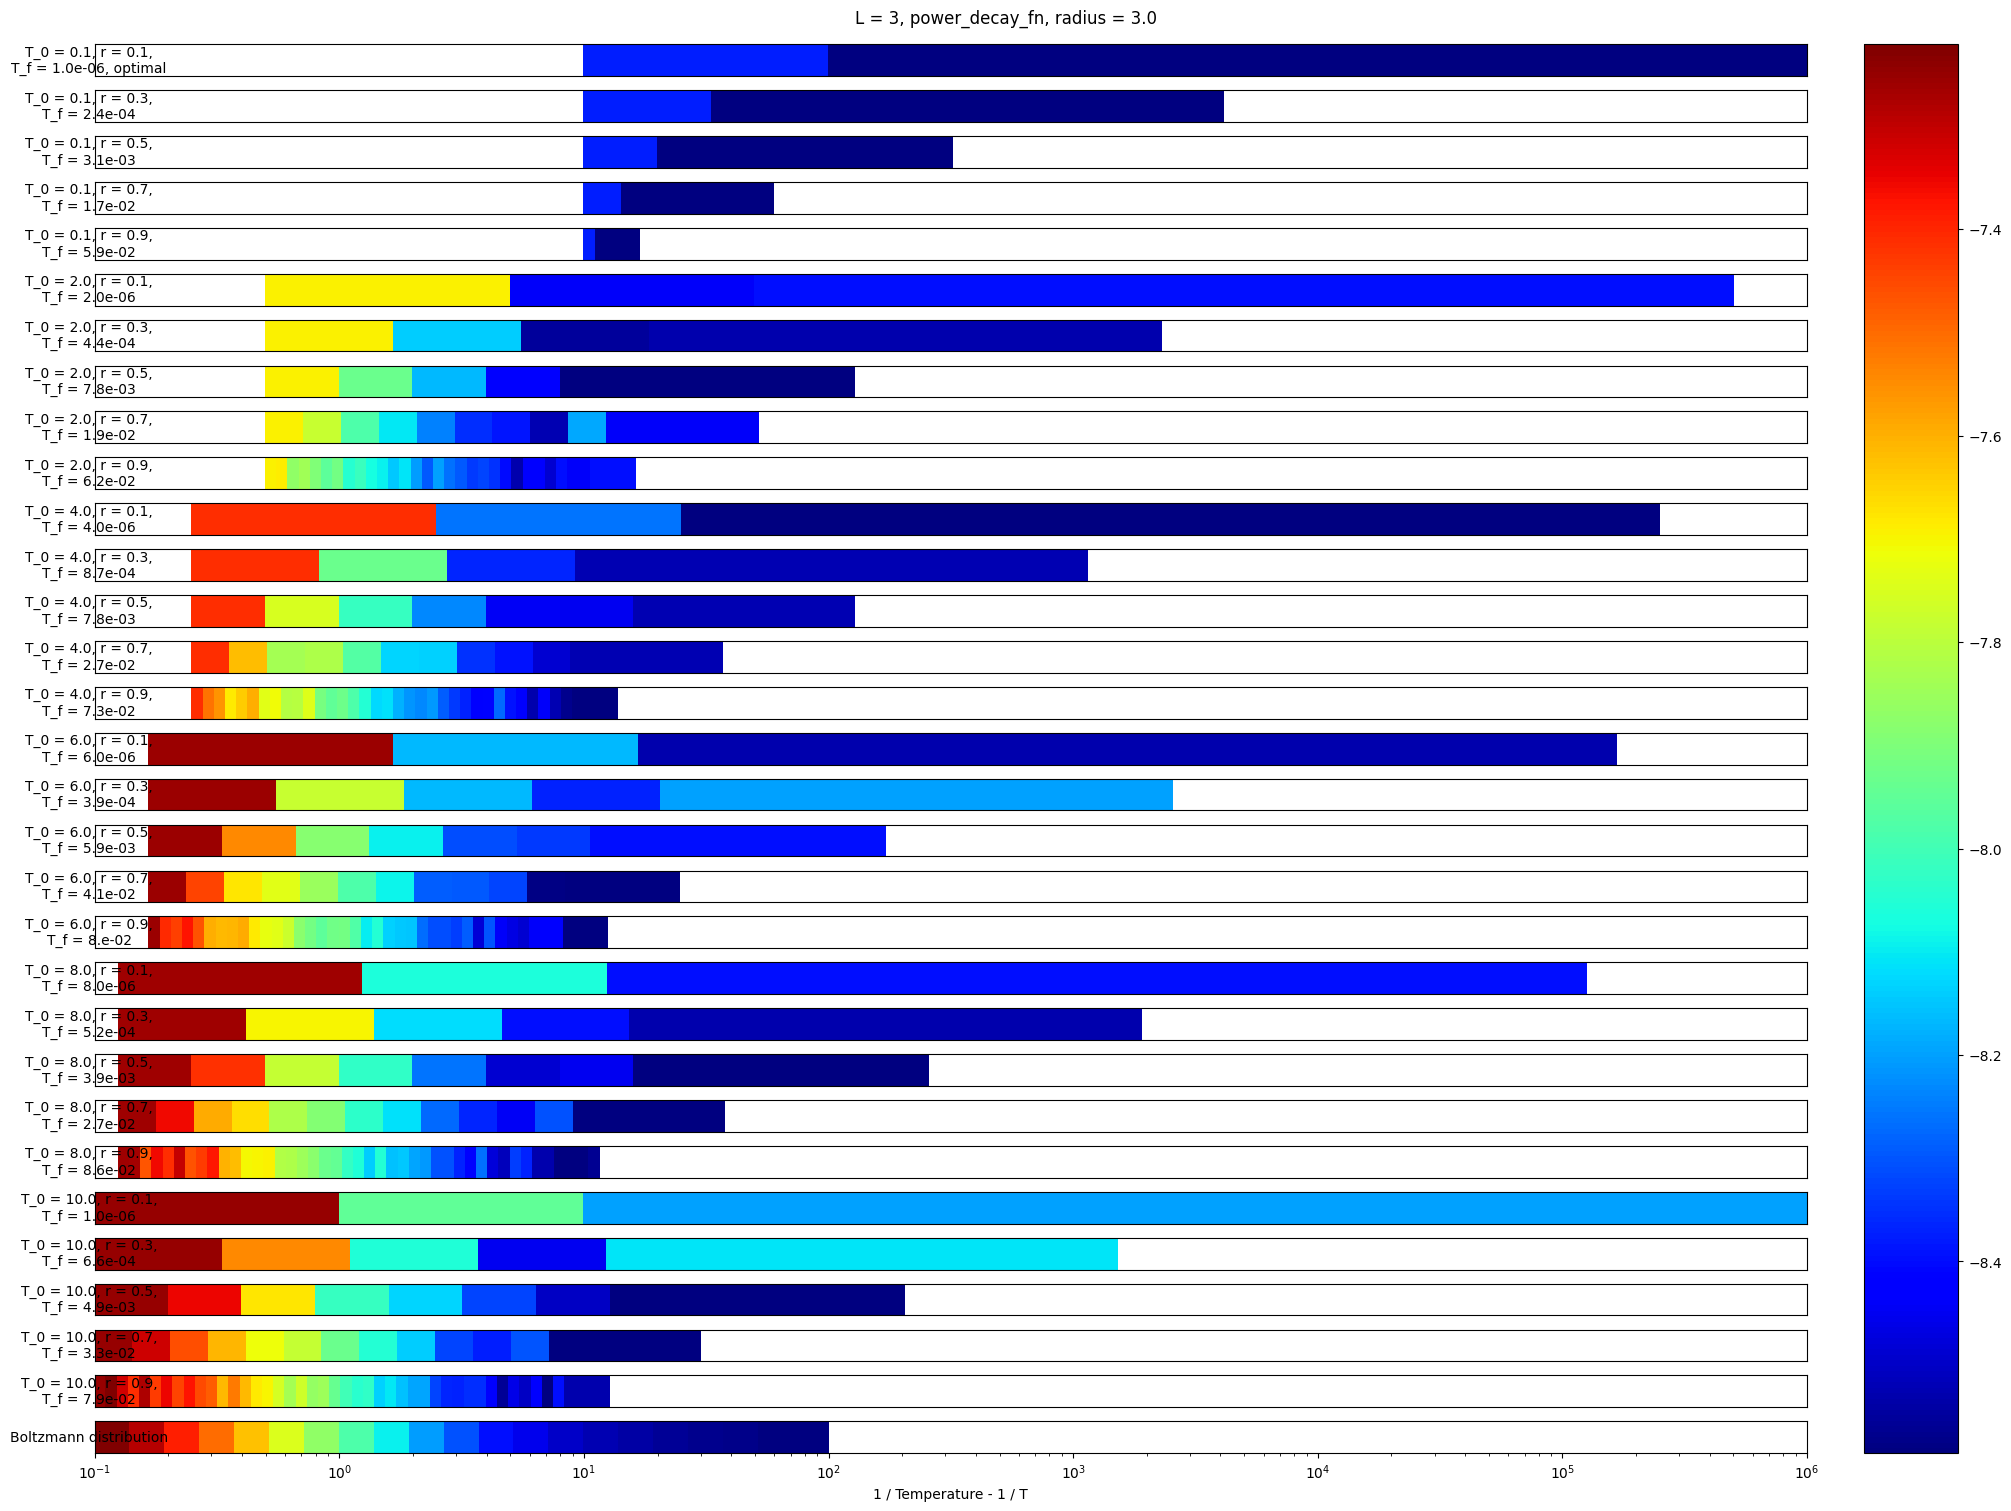 L = 3, power_decay_fn, radius = 3.0
T_0 = 0.1, r = 0.1,
T_f = 1.0e-06, optimal
T_0 = 0.1, r = 0.3,
T_f = 2.4e-04
T_0 = 0.1, r = 0.5,
T_f = 3.1e-03
T_0 = 0.1, r = 0.7,
T_f = 1.7e-02
T_0 = 0.1, r = 0.9,
T_f = 5.9e-02
T_0 = 2.0, r = 0.1,
T_f = 2.0e-06
T_0 = 2.0, r = 0.3,
T_f = 4.4e-04
T_0 = 2.0, r = 0.5,
T_f = 7.8e-03
T_0 = 2.0, r = 0.7,
T_f = 1.9e-02
T_0 = 2.0, r = 0.9,
T_f = 6.2e-02
T_0 = 4.0, r = 0.1,
T_f = 4.0e-06
T_0 = 4.0, r = 0.3,
T_f = 8.7e-04
T_0 = 4.0, r = 0.5,
T_f = 7.8e-03
T_0 = 4.0, r = 0.7,
T_f = 2.7e-02
T_0 = 4.0, r = 0.9,
T_f = 7.3e-02
T_0 = 6.0, r = 0.1,
T_f = 6.0e-06
T_0 = 6.0, r = 0.3,
T_f = 3.9e-04
T_0 = 6.0, r = 0.5,
T_f = 5.9e-03
T_0 = 6.0, r = 0.7,
T_f = 4.1e-02
T_0 = 6.0, r = 0.9,
T_f = 8.e-02
T_0 = 8.0, r = 0.1,
T_f = 8.0e-06
T_0 = 8.0, r = 0.3,
T_f = 5.2e-04
T_0 = 8.0, r = 0.5,
T_f = 3.9e-03
T_0 = 8.0, r = 0.7,
T_f = 2.7e-02
T_0 = 8.0, r = 0.9,
T_f = 8.6e-02
T_0 = 10.0, r = 0.1,
T_f = 1.0e-06
T_0 = 10.0, r = 0.3,
T_f = 6.6e-04
T_0 = 10.0, r = 0.5,
T_f = 4.9e-03
T_0 = 10.0, r = 0.7,
T_f = 3.3e-02
T_0 = 10.0, r = 0.9,
T_f = 7.9e-02
Boltzmann distribution
10⁻¹ 10⁰ 10¹ 10² 10³ 10⁴ 10⁵ 10⁶
1 / Temperature - 1 / T
−7.4
−7.6
−7.8
−8.0
−8.2
−8.4